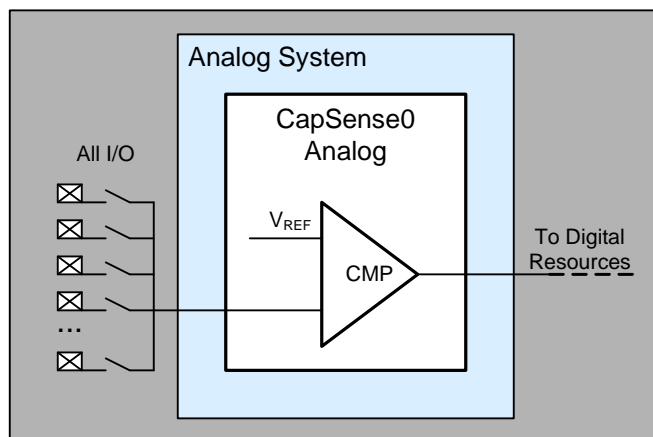 Analog System
CapSense0
Analog
All I/O
VREF
CMP
To Digital
Resources
...